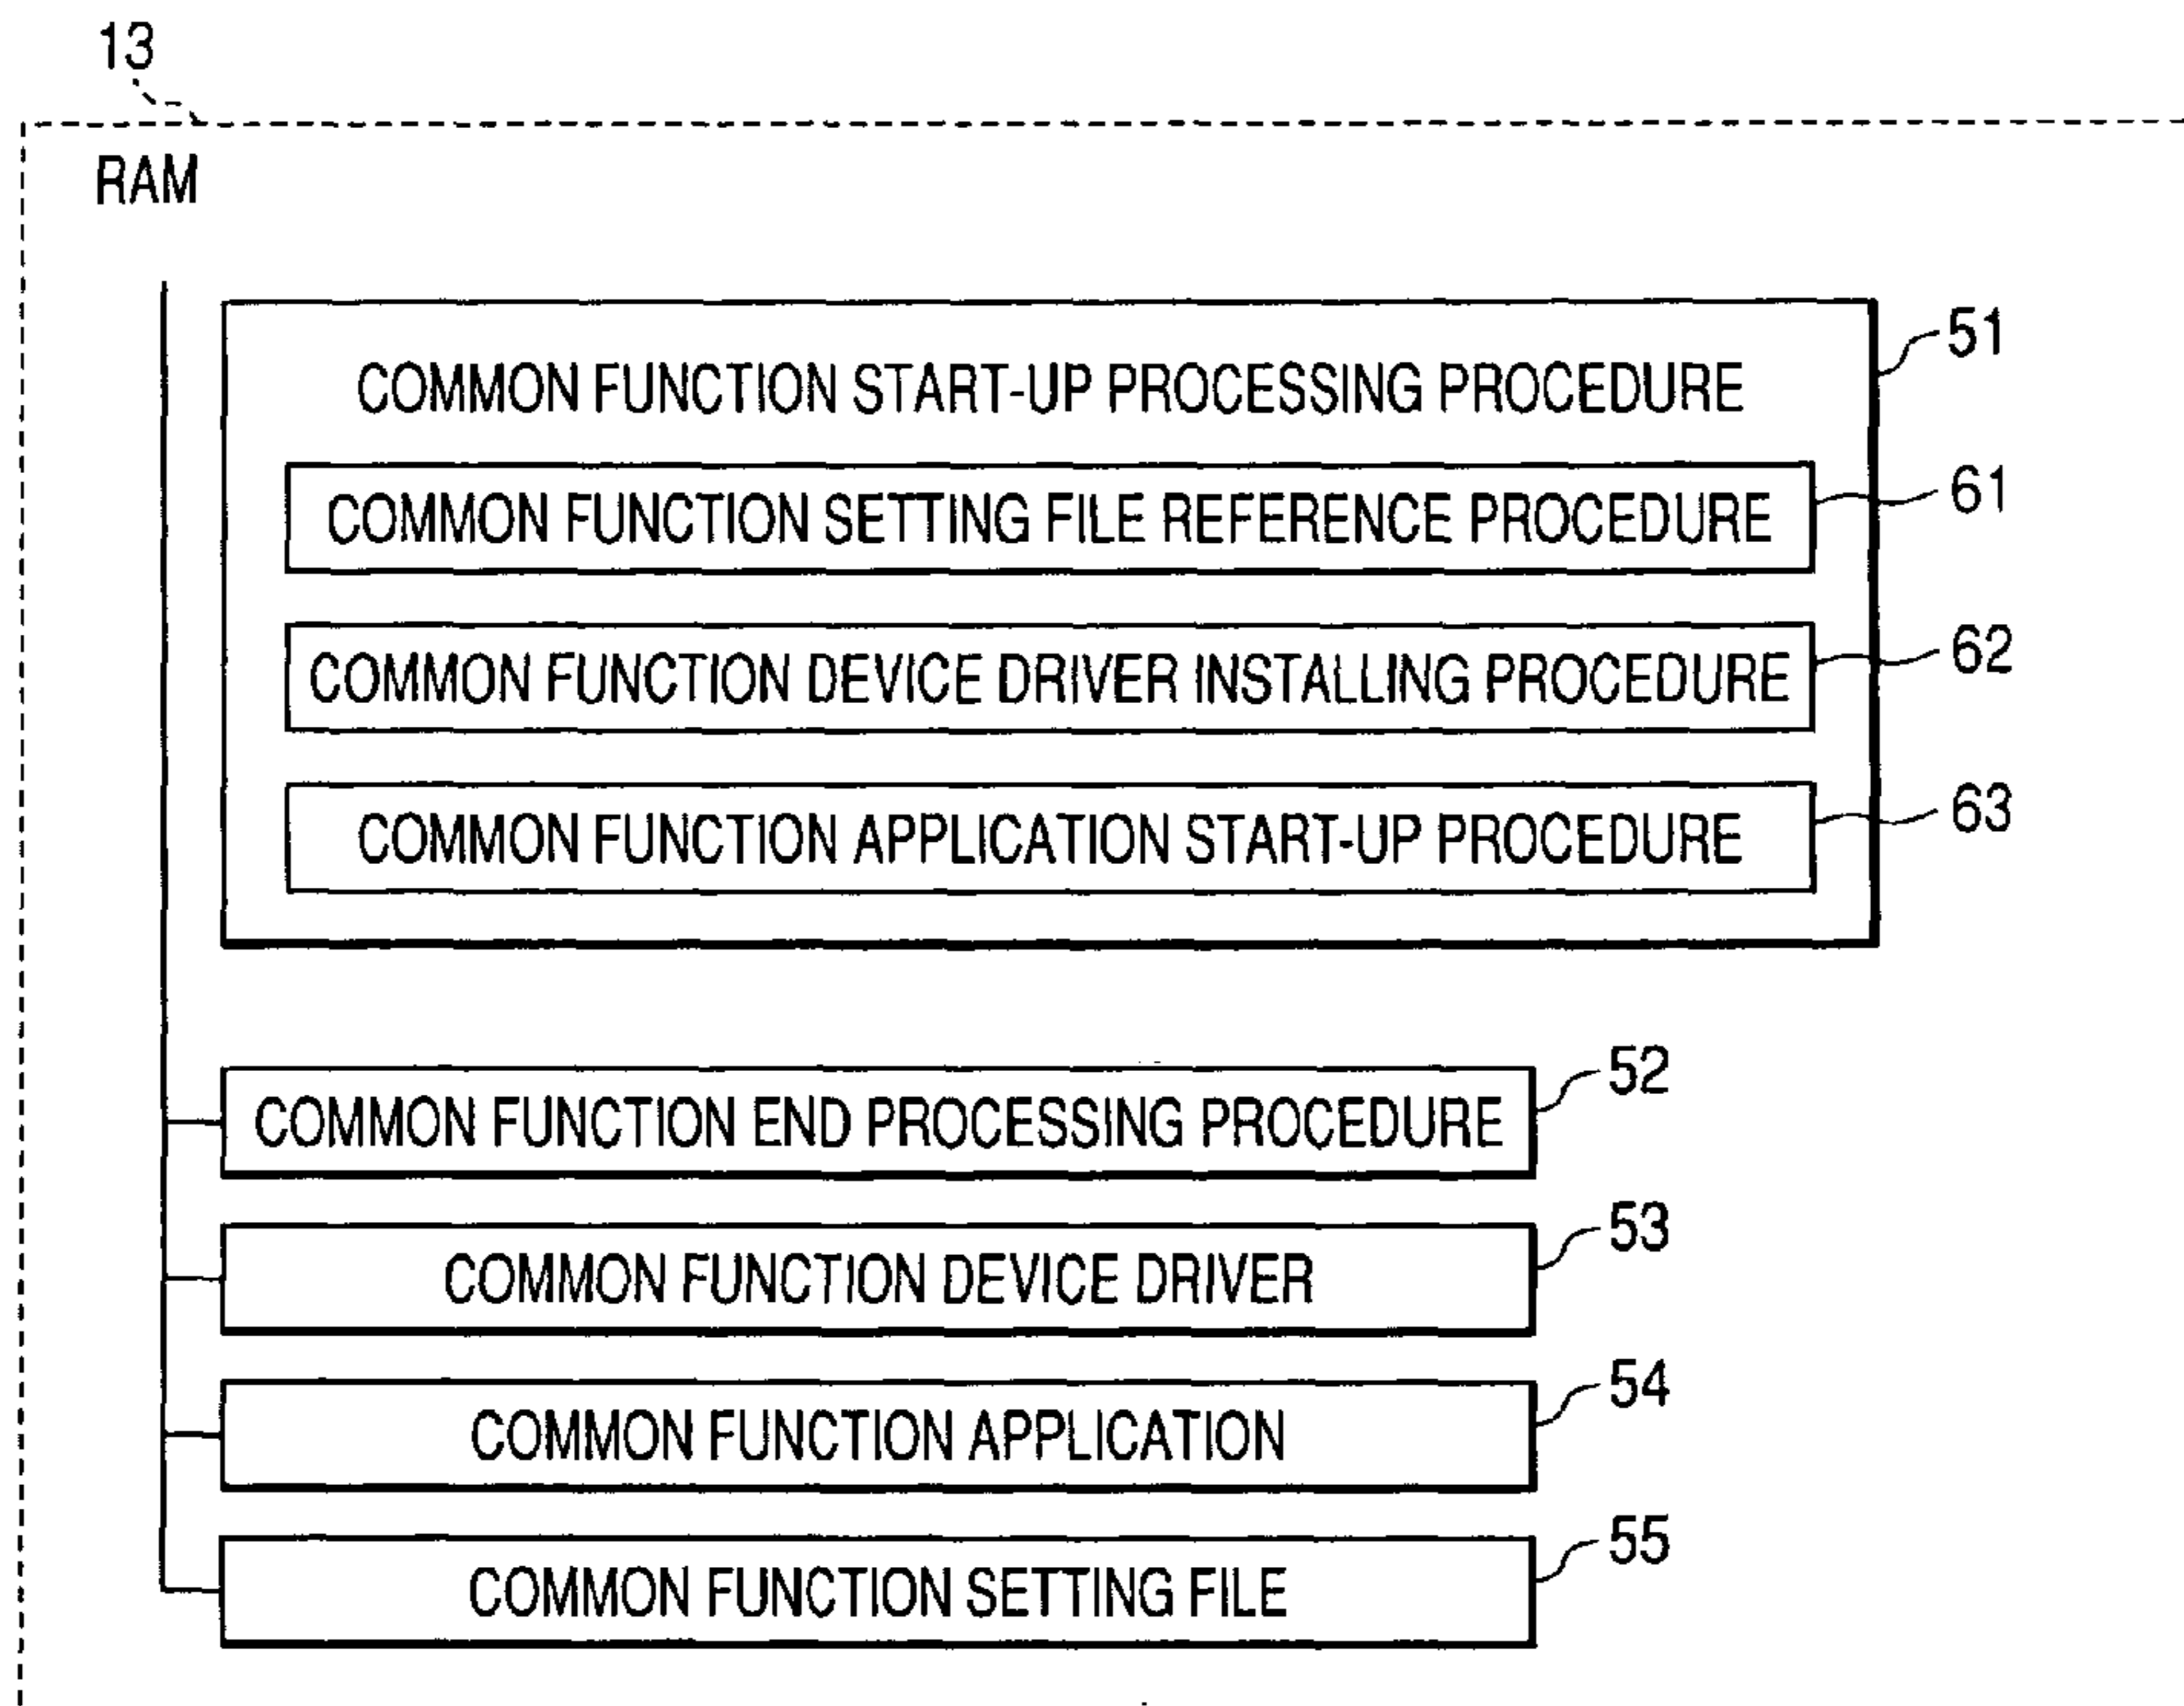 13
RAM
COMMON FUNCTION START-UP PROCESSING PROCEDURE
51
COMMON FUNCTION SETTING FILE REFERENCE PROCEDURE
61
COMMON FUNCTION DEVICE DRIVER INSTALLING PROCEDURE
62
COMMON FUNCTION APPLICATION START-UP PROCEDURE
63
COMMON FUNCTION END PROCESSING PROCEDURE
52
COMMON FUNCTION DEVICE DRIVER
53
COMMON FUNCTION APPLICATION
54
COMMON FUNCTION SETTING FILE
55